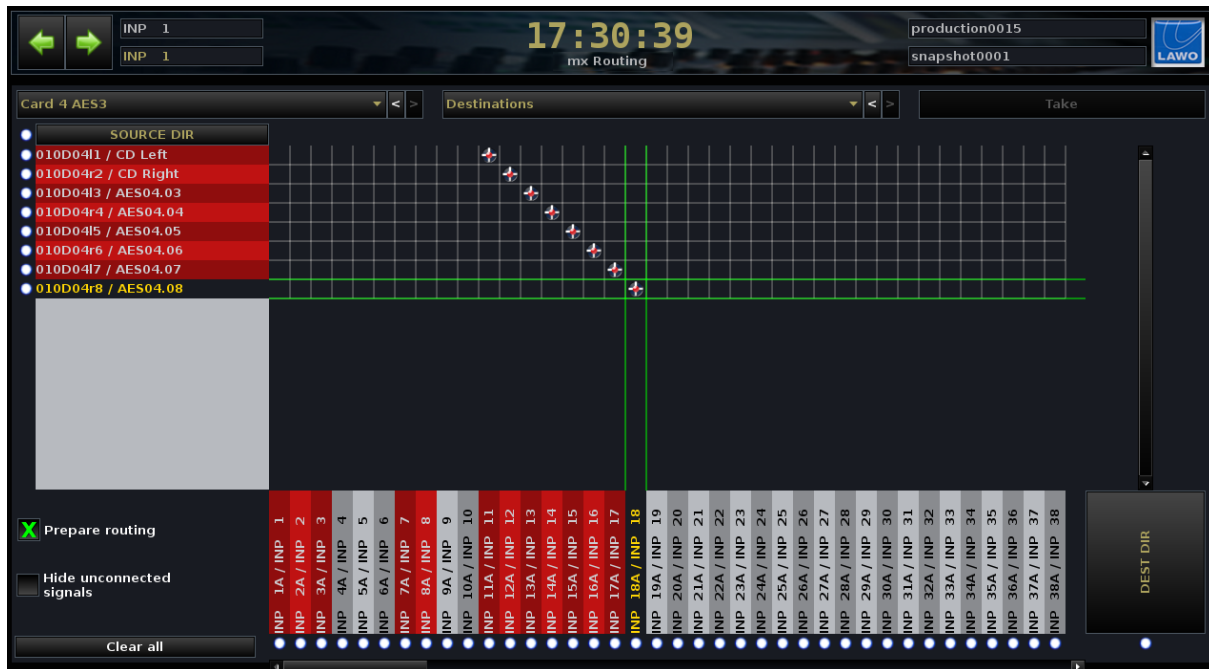 INP 1
INP 1
17:30:39
mx Routing
production0015
snapshot0001
LAWO
Card 4 AES3
< >
Destinations
< >
Take
SOURCE DIR
010D04l1 / CD Left
010D04r2 / CD Right
010D04l3 / AES04.03
010D04r4 / AES04.04
010D04l5 / AES04.05
010D04r6 / AES04.06
010D04l7 / AES04.07
010D04r8 / AES04.08
X Prepare routing
Hide unconnected
signals
Clear all
INP 1A / INP 1
INP 2A / INP 2
INP 3A / INP 3
INP 4A / INP 4
INP 5A / INP 5
INP 6A / INP 6
INP 7A / INP 7
INP 8A / INP 8
INP 9A / INP 9
INP 10A / INP 10
INP 11A / INP 11
INP 12A / INP 12
INP 13A / INP 13
INP 14A / INP 14
INP 15A / INP 15
INP 16A / INP 16
INP 17A / INP 17
INP 18A / INP 18
INP 19A / INP 19
INP 20A / INP 20
INP 21A / INP 21
INP 22A / INP 22
INP 23A / INP 23
INP 24A / INP 24
INP 25A / INP 25
INP 26A / INP 26
INP 27A / INP 27
INP 28A / INP 28
INP 29A / INP 29
INP 30A / INP 30
INP 31A / INP 31
INP 32A / INP 32
INP 33A / INP 33
INP 34A / INP 34
INP 35A / INP 35
INP 36A / INP 36
INP 37A / INP 37
INP 38A / INP 38
DEST DIR